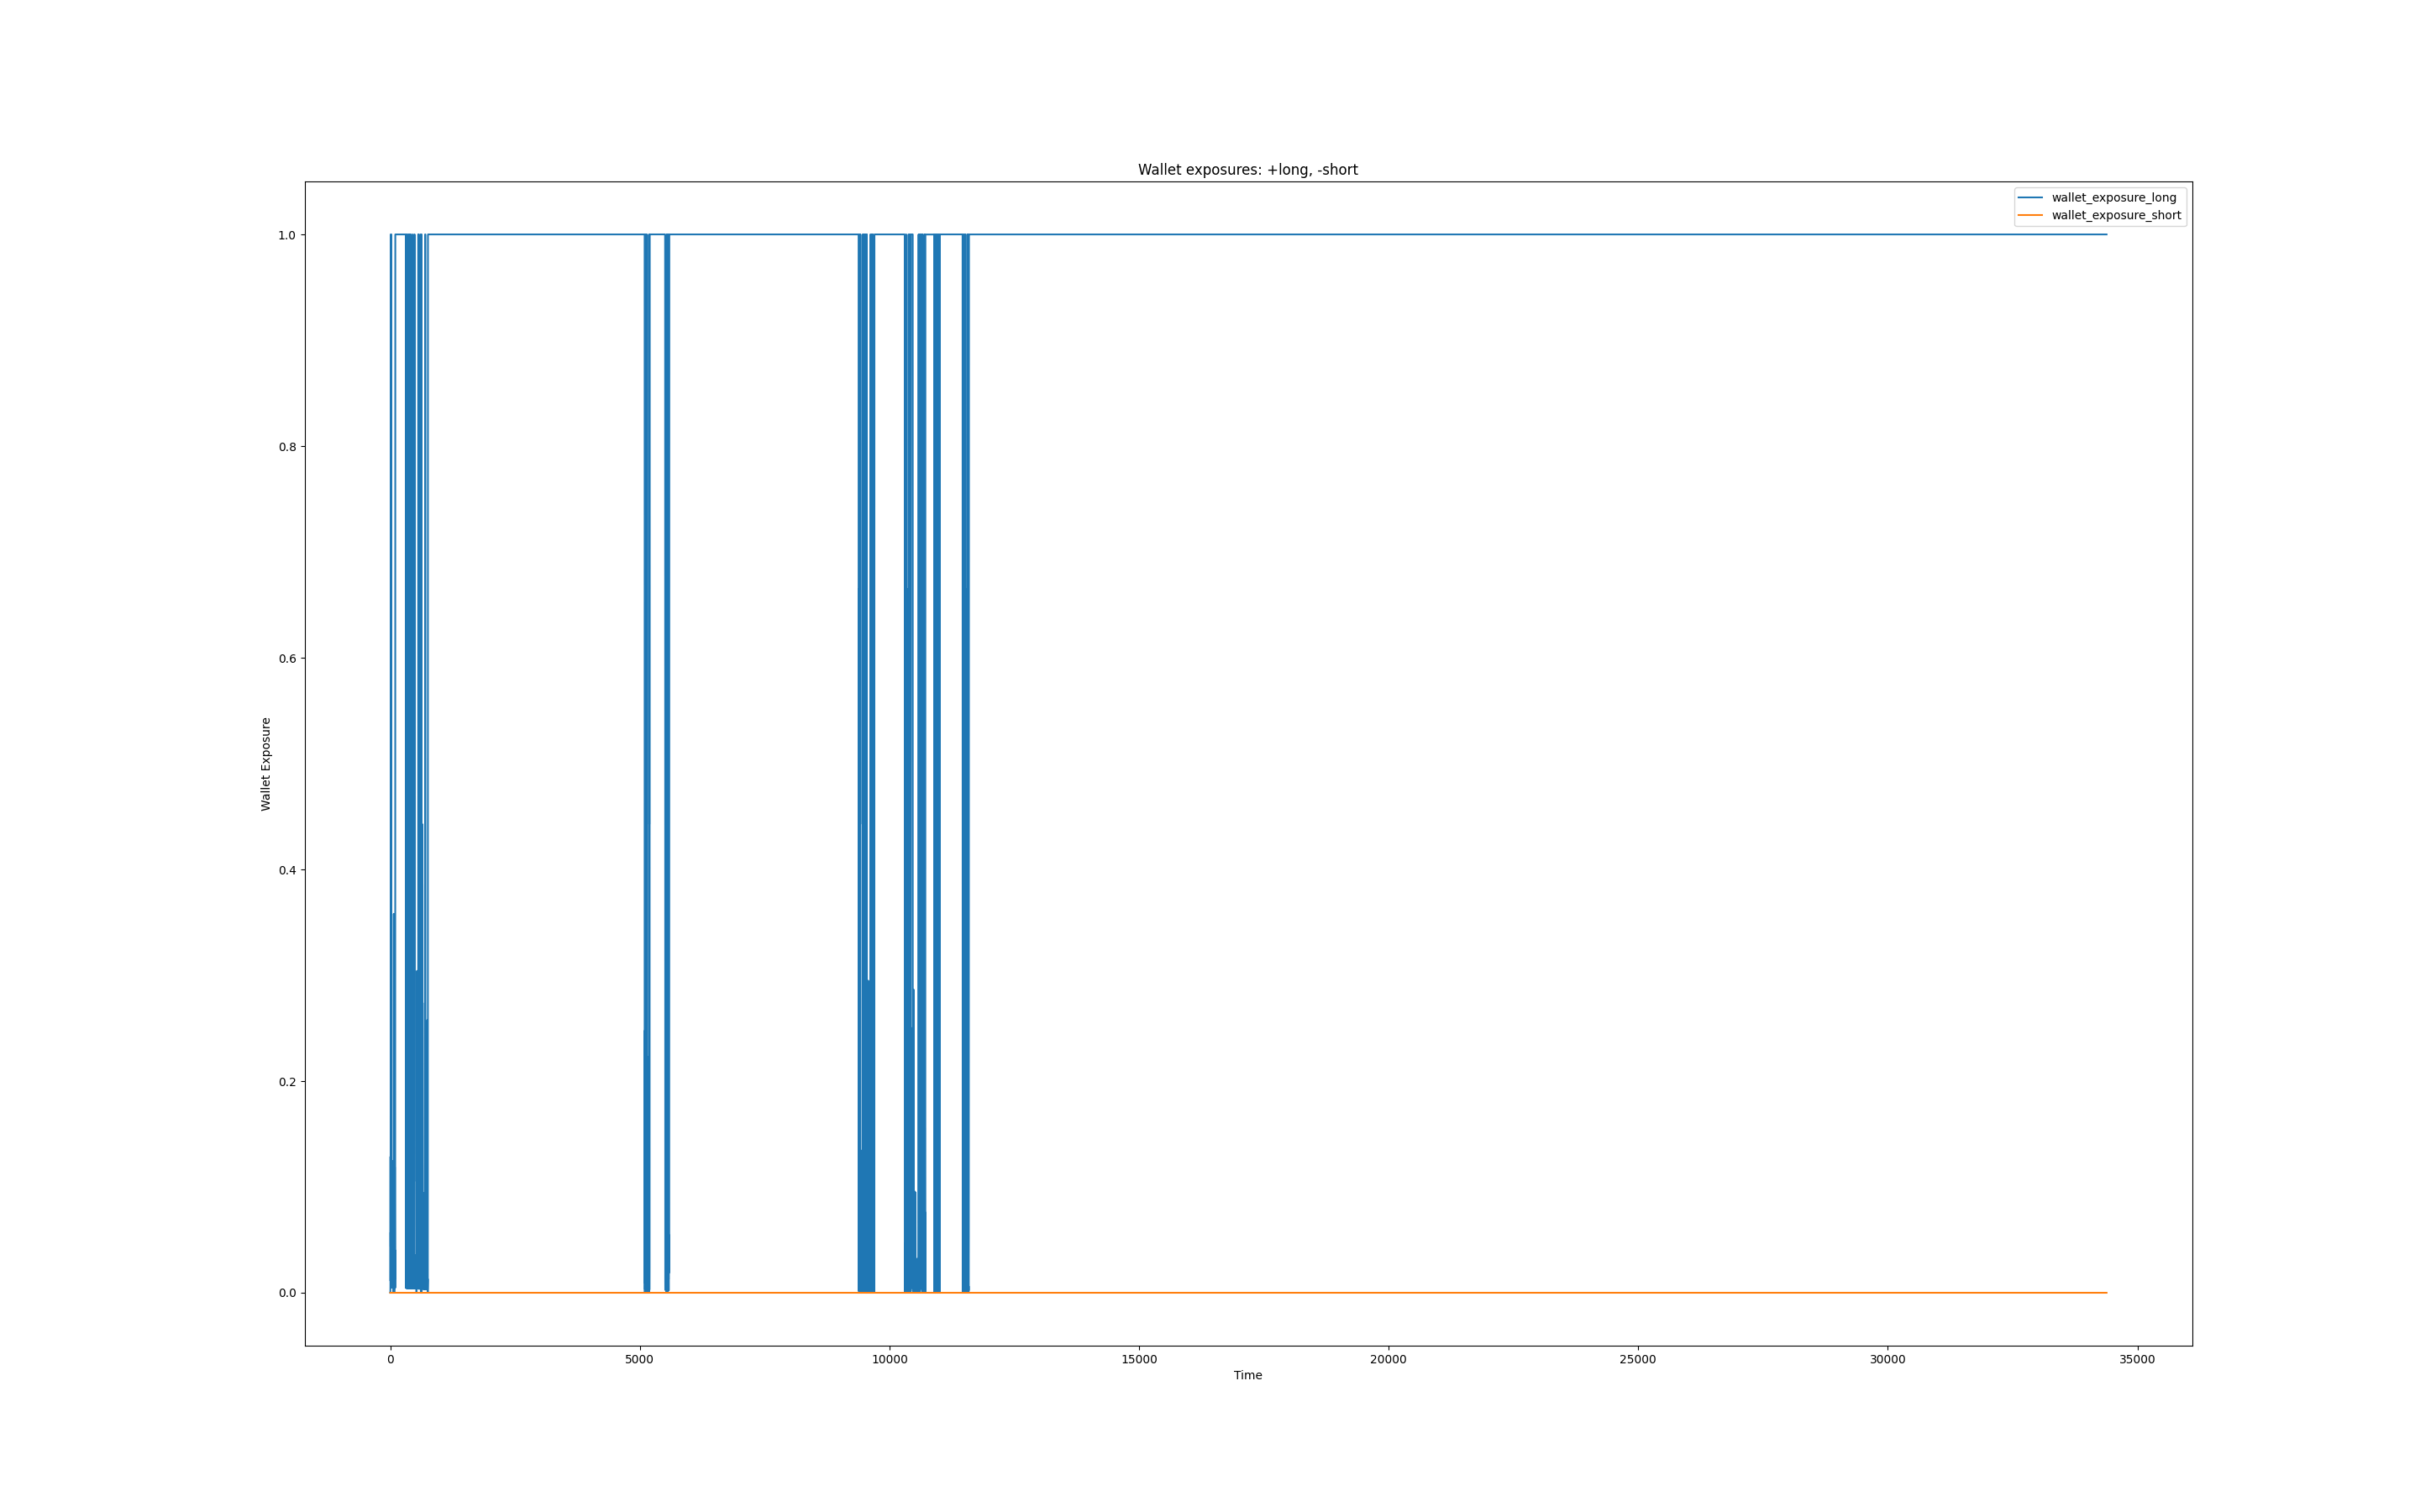 Wallet exposures: +long, -short
wallet_exposure_long
wallet_exposure_short
1.0
0.8
0.6
0.4
0.2
0.0
Wallet Exposure
0 5000 10000 15000 20000 25000 30000 35000
Time